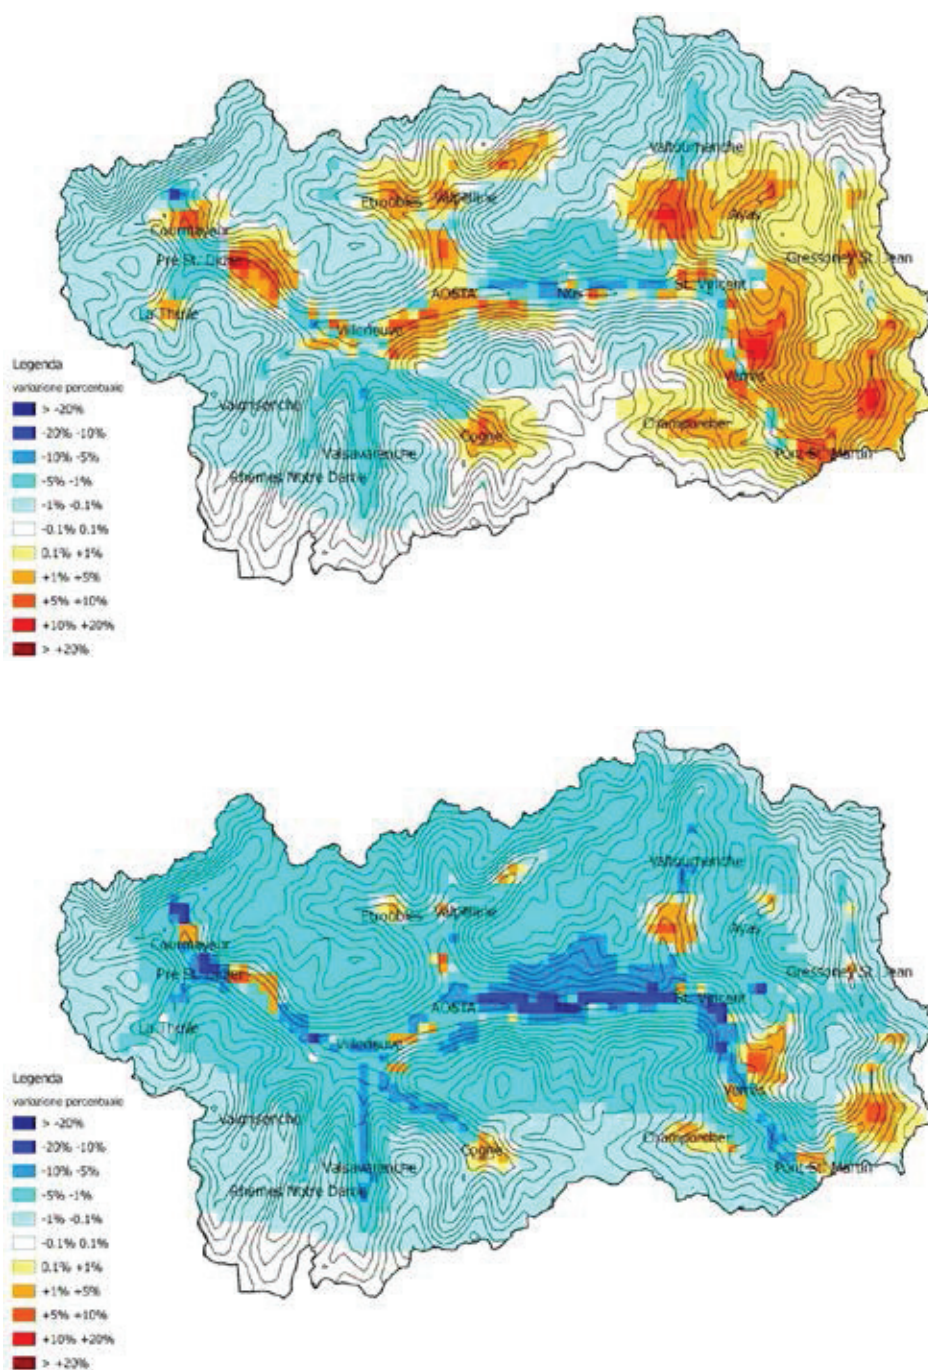 Valtournenche
Etroubles
Valpelline
Ayas
Courmayeur
Pré St. Didier
Gressoney St. Jean
St. Vincent
AOSTA
Nus
La Thuile
Villeneuve
Verrès
Valgrisenche
Cogne
Champorcher
Valsavarenche
Pont St. Martin
Rhêmes Notre Dame
Legenda
variazione percentuale
> -20%
-20% -10%
-10% -5%
-5% -1%
-1% -0.1%
-0.1% 0.1%
0.1% +1%
+1% +5%
+5% +10%
+10% +20%
> +20%
Valtournenche
Etroubles
Valpelline
Ayas
Courmayeur
Pré St. Didier
Gressoney St. Jean
St. Vincent
AOSTA
La Thuile
Villeneuve
Verrès
Valgrisenche
Cogne
Champorcher
Valsavarenche
Pont St. Martin
Rhêmes Notre Dame
Legenda
variazione percentuale
> -20%
-20% -10%
-10% -5%
-5% -1%
-1% -0.1%
-0.1% 0.1%
0.1% +1%
+1% +5%
+5% +10%
+10% +20%
> +20%